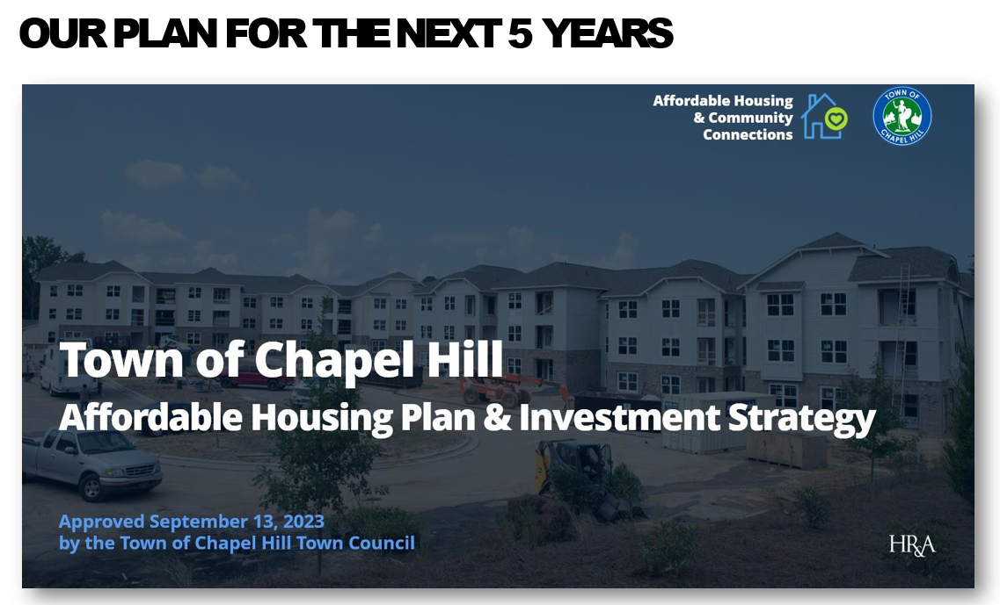 OUR PLAN FOR THE NEXT 5 YEARS
Affordable Housing
& Community
Connections
TOWN OF
CHAPEL HILL
Town of Chapel Hill
Affordable Housing Plan & Investment Strategy
Approved September 13, 2023
by the Town of Chapel Hill Town Council
HR&A